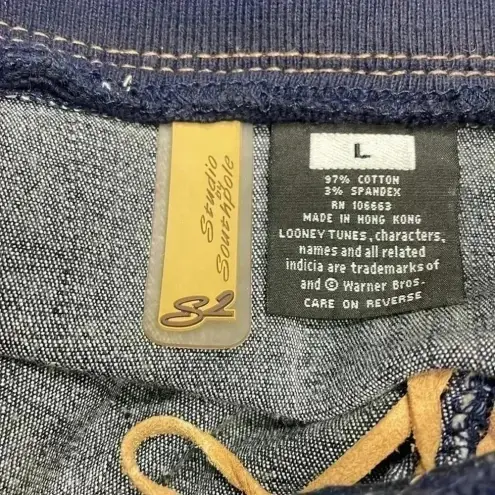 Studio
by
Southpole
S2
L
97% COTTON
3% SPANDEX
RN 106663
MADE IN HONG KONG
LOONEY TUNES, characters,
names and all related
indicia are trademarks of
and © Warner Bros.
CARE ON REVERSE